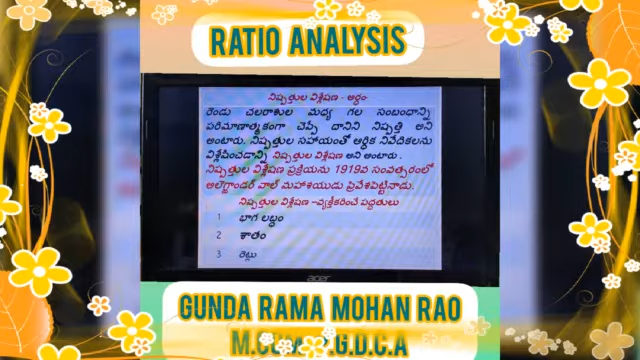 RATIO ANALYSIS
నిష్పత్తుల విశ్లేషణ - అర్థం
రెండు చలరాశుల మధ్య గల సంబంధాన్ని
పరిమాణాత్మకంగా చెప్పే దానిని నిష్పత్తి అని
అంటారు. నిష్పత్తుల సహాయంతో ఆర్థిక నివేదికలను
విశ్లేషించడాన్ని నిష్పత్తుల విశ్లేషణ అని అంటారు.
నిష్పత్తుల విశ్లేషణ ప్రక్రియను 1919వ సంవత్సరంలో
అలెగ్జాండర్ వాల్ మహాశయుడు ప్రవేశపెట్టినాడు.
నిష్పత్తుల విశ్లేషణ –వ్యక్తీకరించే పద్దతులు
1 భాగ లబ్ధం
2 శాతం
3 రెట్లు
acer
GUNDA RAMA MOHAN RAO